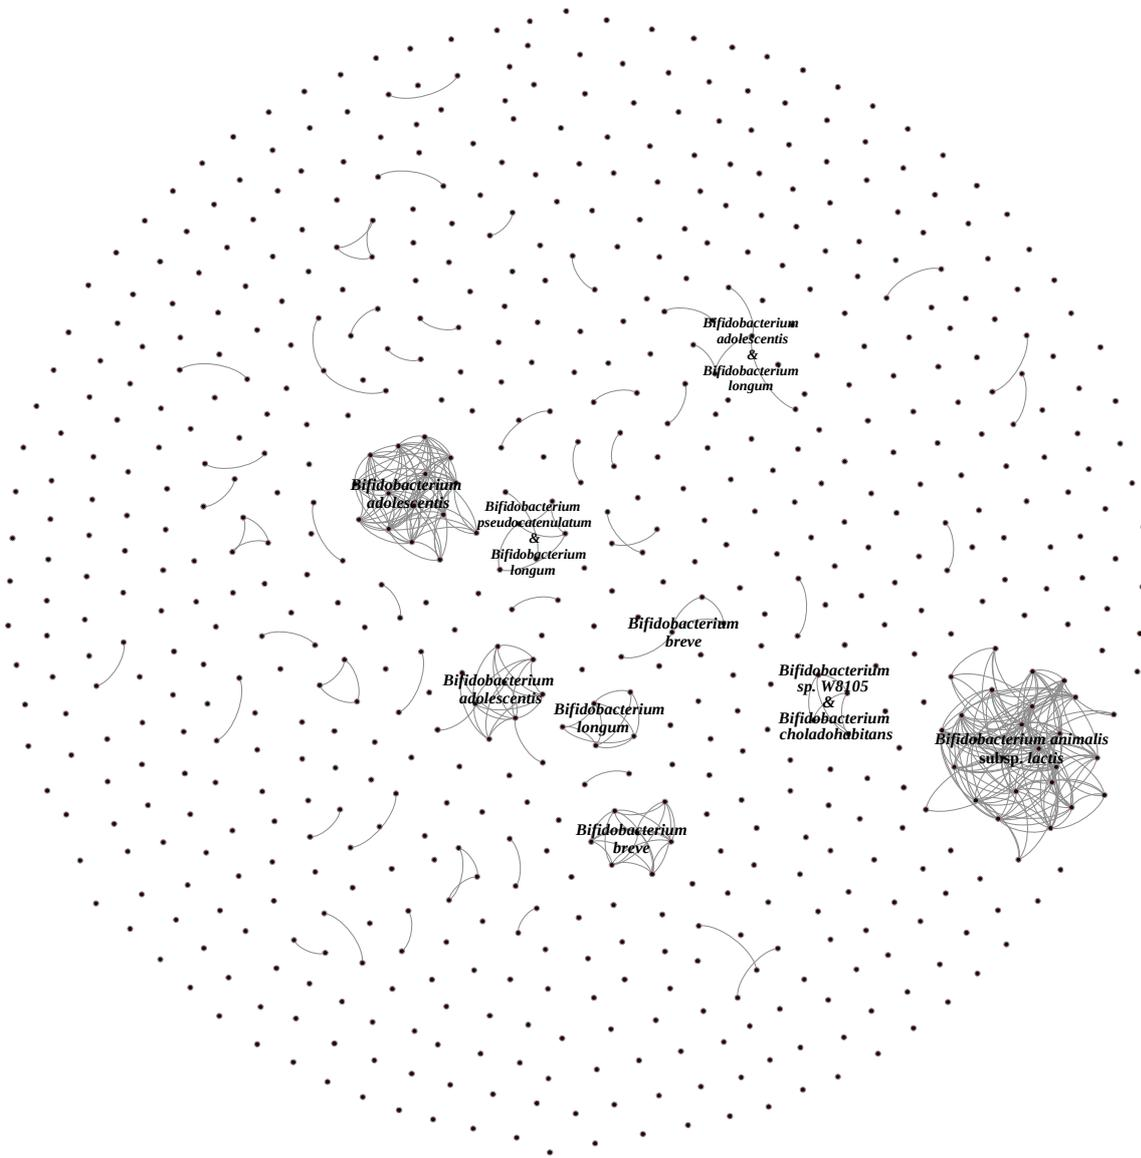 Bifidobacterium
adolescentis
&
Bifidobacterium
longum
Bifidobacterium
adolescentis
Bifidobacterium
pseudocatenulatum
&
Bifidobacterium
longum
Bifidobacterium
breve
Bifidobacterium
adolescentis
Bifidobacterium
longum
Bifidobacterium
sp. W8105
&
Bifidobacterium
choladohabitans
Bifidobacterium animalis
subsp. lactis
Bifidobacterium
breve